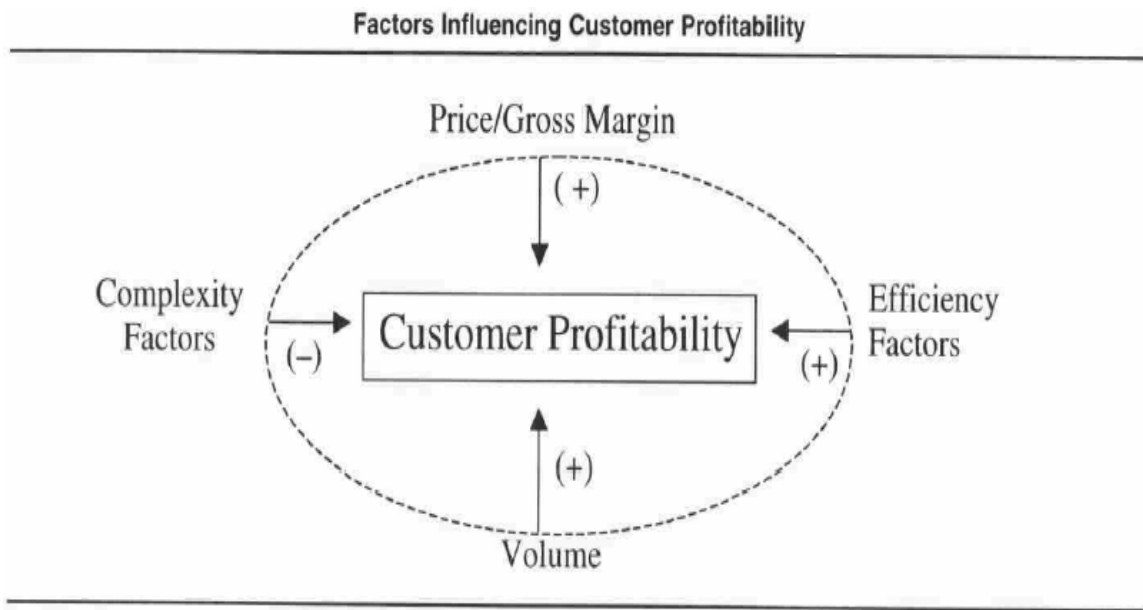 Factors Influencing Customer Profitability
Price/Gross Margin
(+)
Complexity
Factors
(–)
Customer Profitability
Efficiency
Factors
(+)
(+)
Volume